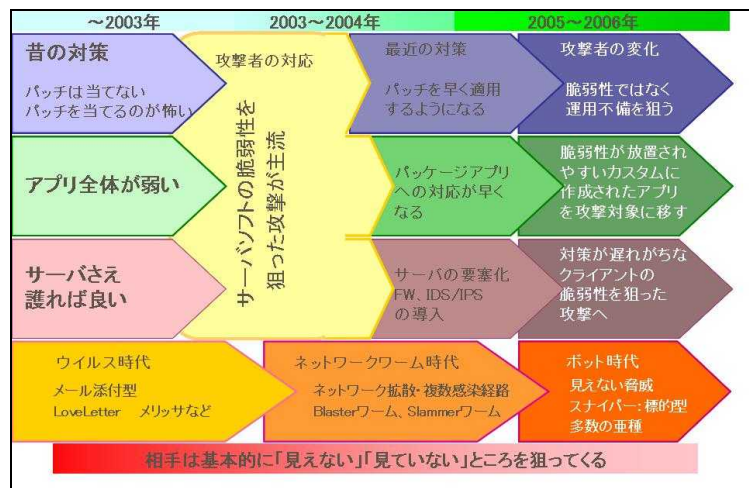 ～2003年
2003～2004年
2005～2006年
昔の対策
パッチは当てない
パッチを当てるのが怖い
攻撃者の対応
サーバソフトの脆弱性を
狙った攻撃が主流
最近の対策
パッチを早く適用
するようになる
攻撃者の変化
脆弱性ではなく
運用不備を狙う
アプリ全体が弱い
パッケージアプリ
への対応が早く
なる
脆弱性が放置され
やすいカスタムに
作成されたアプリ
を攻撃対象に移す
サーバさえ
護れば良い
サーバの要塞化
FW、IDS/IPS
の導入
対策が遅れがちな
クライアントの
脆弱性を狙った
攻撃へ
ウイルス時代
メール添付型
LoveLetter メリッサなど
ネットワークワーム時代
ネットワーク拡散・複数感染経路
Blasterワーム、Slammerワーム
ボット時代
見えない脅威
スナイパー：標的型
多数の亜種
相手は基本的に「見えない」「見ていない」ところを狙ってくる